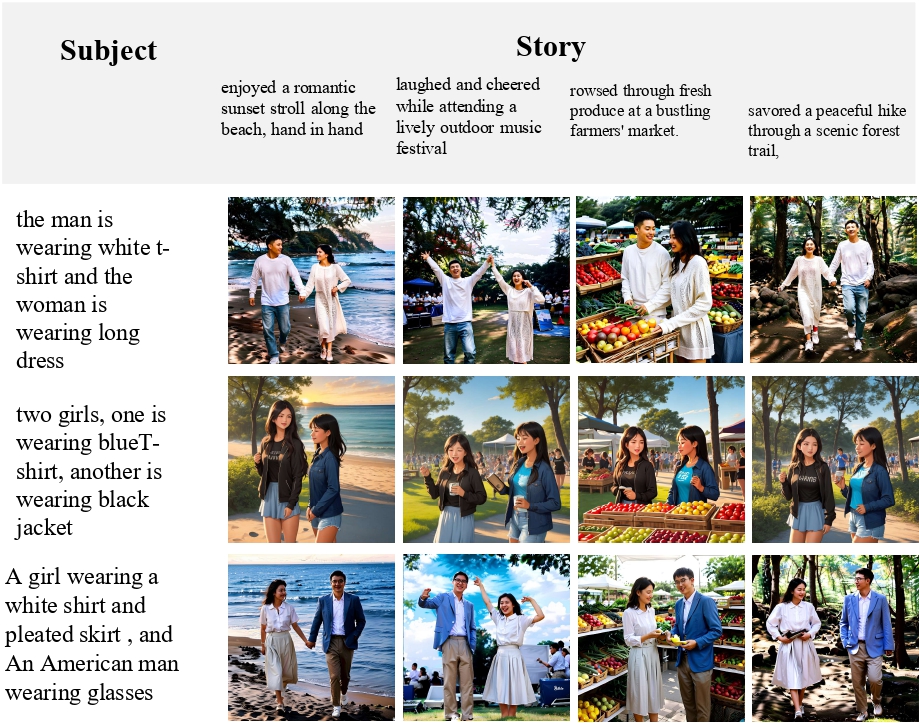 Subject
Story
enjoyed a romantic
sunset stroll along the
beach, hand in hand
laughed and cheered
while attending a
lively outdoor music
festival
rowsed through fresh
produce at a bustling
farmers' market.
savored a peaceful hike
through a scenic forest
trail,
the man is
wearing white t-
shirt and the
woman is
wearing long
dress
two girls, one is
wearing blueT-
shirt, another is
wearing black
jacket
A girl wearing a
white shirt and
pleated skirt , and
An American man
wearing glasses